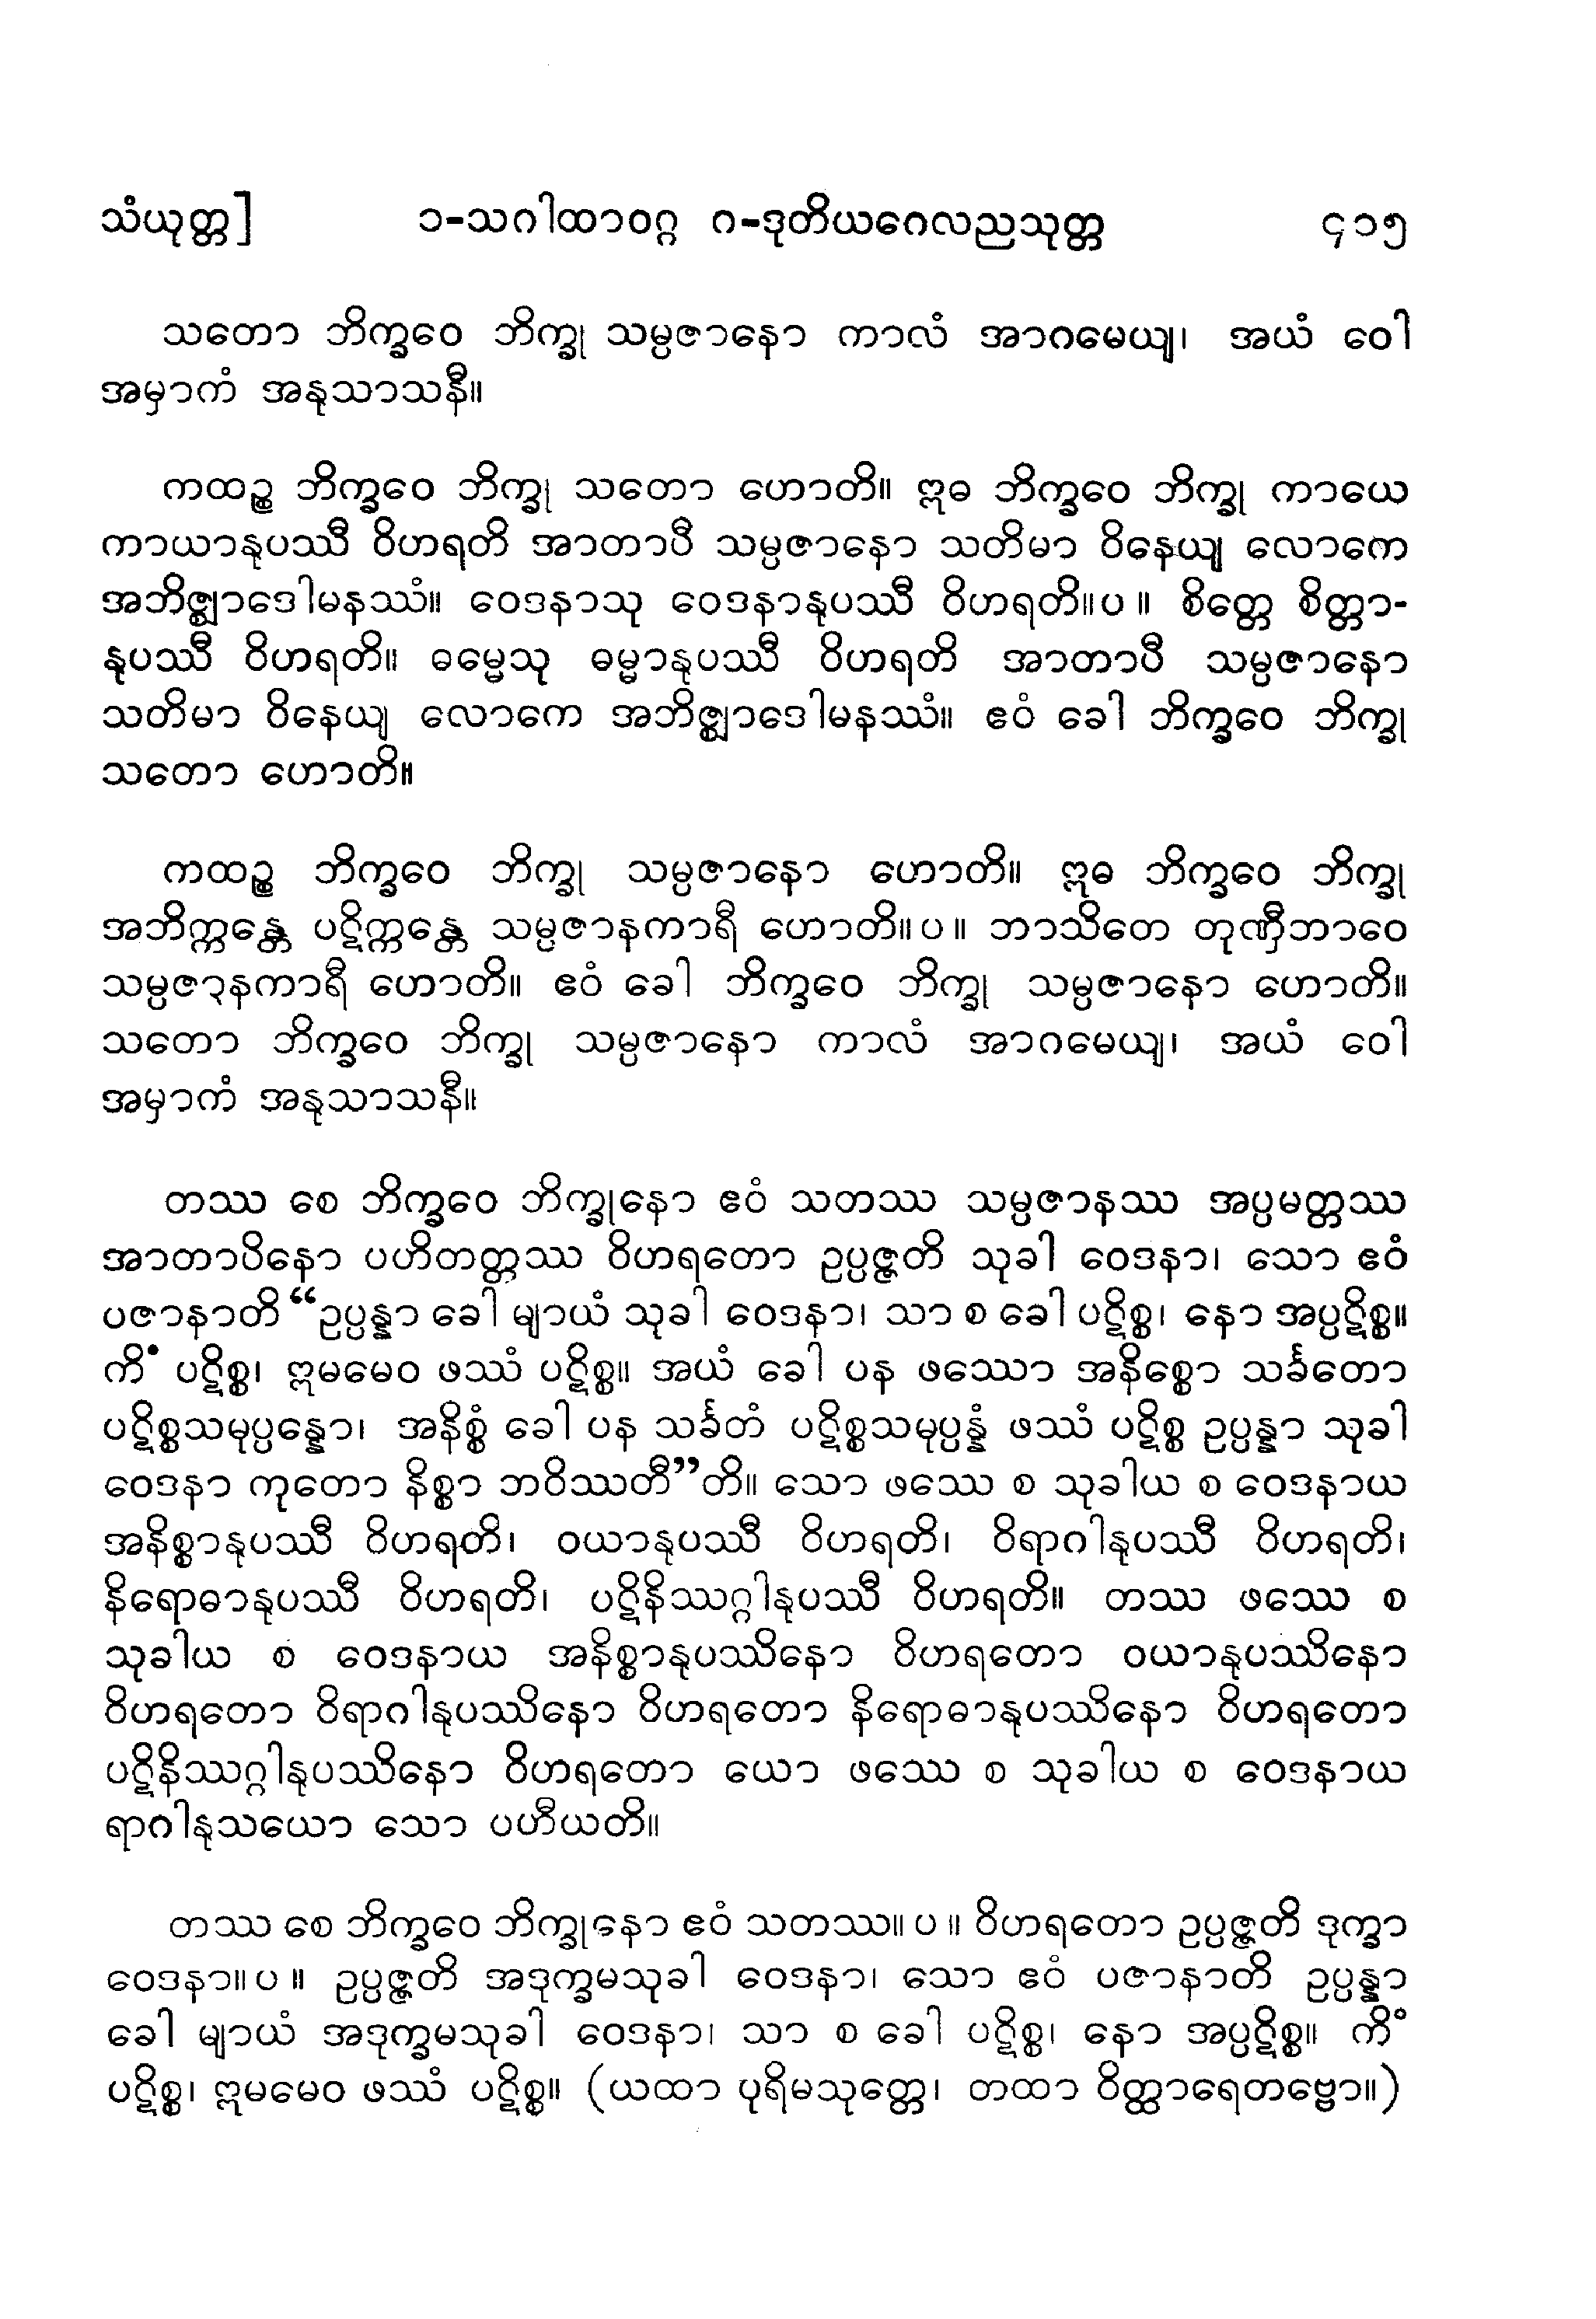 သံယုတ္တ] ၁-သဂါထာဝဂ္ဂ ဂ-ဒုတိယဂေလညသုတ္တ ၄၁၅
သတော ဘိက္ခဝေ ဘိက္ခု သမ္ပဇာနော ကာလံ အာဂမေယျ၊ အယံ ဝေါ
အမှာကံ အနုသာသနီ။
ကထဉ္စ ဘိက္ခဝေ ဘိက္ခု သတော ဟောတိ။ ဣဓ ဘိက္ခဝေ ဘိက္ခု ကာယေ
ကာယာနုပဿီ ဝိဟရတိ အာတာပီ သမ္ပဇာနော သတိမာ ဝိနေယျ လောကေ
အဘိဇ္ဈာဒေါမနဿံ။ ဝေဒနာသု ဝေဒနာနုပဿီ ဝိဟရတိ။ပ။ စိတ္တေ စိတ္တာ-
နုပဿီ ဝိဟရတိ။ ဓမ္မေသု ဓမ္မာနုပဿီ ဝိဟရတိ အာတာပီ သမ္ပဇာနော
သတိမာ ဝိနေယျ လောကေ အဘိဇ္ဈာဒေါမနဿံ။ ဧဝံ ခေါ ဘိက္ခဝေ ဘိက္ခု
သတော ဟောတိ။
ကထဉ္စ ဘိက္ခဝေ ဘိက္ခု သမ္ပဇာနော ဟောတိ။ ဣဓ ဘိက္ခဝေ ဘိက္ခု
အဘိက္ကန္တေ ပဋိက္ကန္တေ သမ္ပဇာနကာရီ ဟောတိ။ပ။ ဘာသိတေ တုဏှီဘာဝေ
သမ္ပဇာနကာရီ ဟောတိ။ ဧဝံ ခေါ ဘိက္ခဝေ ဘိက္ခု သမ္ပဇာနော ဟောတိ။
သတော ဘိက္ခဝေ ဘိက္ခု သမ္ပဇာနော ကာလံ အာဂမေယျ၊ အယံ ဝေါ
အမှာကံ အနုသာသနီ။
တဿ စေ ဘိက္ခဝေ ဘိက္ခုနော ဧဝံ သတဿ သမ္ပဇာနဿ အပ္ပမတ္တဿ
အာတာပိနော ပဟိတတ္တဿ ဝိဟရတော ဥပ္ပဇ္ဇတိ သုခါ ဝေဒနာ၊ သော ဧဝံ
ပဇာနာတိ “ဥပ္ပန္နာ ခေါ မျာယံ သုခါ ဝေဒနာ၊ သာ စ ခေါ ပဋိစ္စ၊ နော အပ္ပဋိစ္စ။
ကိံ ပဋိစ္စ၊ ဣမမေဝ ဖဿံ ပဋိစ္စ။ အယံ ခေါ ပန ဖဿော အနိစ္စော သင်္ခတော
ပဋိစ္စသမုပ္ပန္နော၊ အနိစ္စံ ခေါ ပန သင်္ခတံ ပဋိစ္စသမုပ္ပန္နံ ဖဿံ ပဋိစ္စ ဥပ္ပန္နာ သုခါ
ဝေဒနာ ကုတော နိစ္စာ ဘဝိဿတီ”တိ။ သော ဖဿေ စ သုခါယ စ ဝေဒနာယ
အနိစ္စာနုပဿီ ဝိဟရတိ၊ ဝယာနုပဿီ ဝိဟရတိ၊ ဝိရာဂါနုပဿီ ဝိဟရတိ၊
နိရောဓာနုပဿီ ဝိဟရတိ၊ ပဋိနိဿဂ္ဂါနုပဿီ ဝိဟရတိ။ တဿ ဖဿေ စ
သုခါယ စ ဝေဒနာယ အနိစ္စာနုပဿိနော ဝိဟရတော ဝယာနုပဿိနော
ဝိဟရတော ဝိရာဂါနုပဿိနော ဝိဟရတော နိရောဓာနုပဿိနော ဝိဟရတော
ပဋိနိဿဂ္ဂါနုပဿိနော ဝိဟရတော ယော ဖဿေ စ သုခါယ စ ဝေဒနာယ
ရာဂါနုသယော သော ပဟီယတိ။
တဿ စေ ဘိက္ခဝေ ဘိက္ခုနော ဧဝံ သတဿ။ပ။ ဝိဟရတော ဥပ္ပဇ္ဇတိ ဒုက္ခာ
ဝေဒနာ။ပ။ ဥပ္ပဇ္ဇတိ အဒုက္ခမသုခါ ဝေဒနာ၊ သော ဧဝံ ပဇာနာတိ ဥပ္ပန္နာ
ခေါ မျာယံ အဒုက္ခမသုခါ ဝေဒနာ၊ သာ စ ခေါ ပဋိစ္စ၊ နော အပ္ပဋိစ္စ။ ကိံ
ပဋိစ္စ၊ ဣမမေဝ ဖဿံ ပဋိစ္စ။ (ယထာ ပုရိမသုတ္တေ၊ တထာ ဝိတ္ထာရေတဗ္ဗော။)